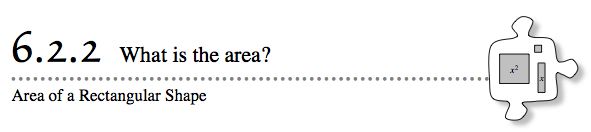 6.2.2 What is the area?
x²
x
Area of a Rectangular Shape